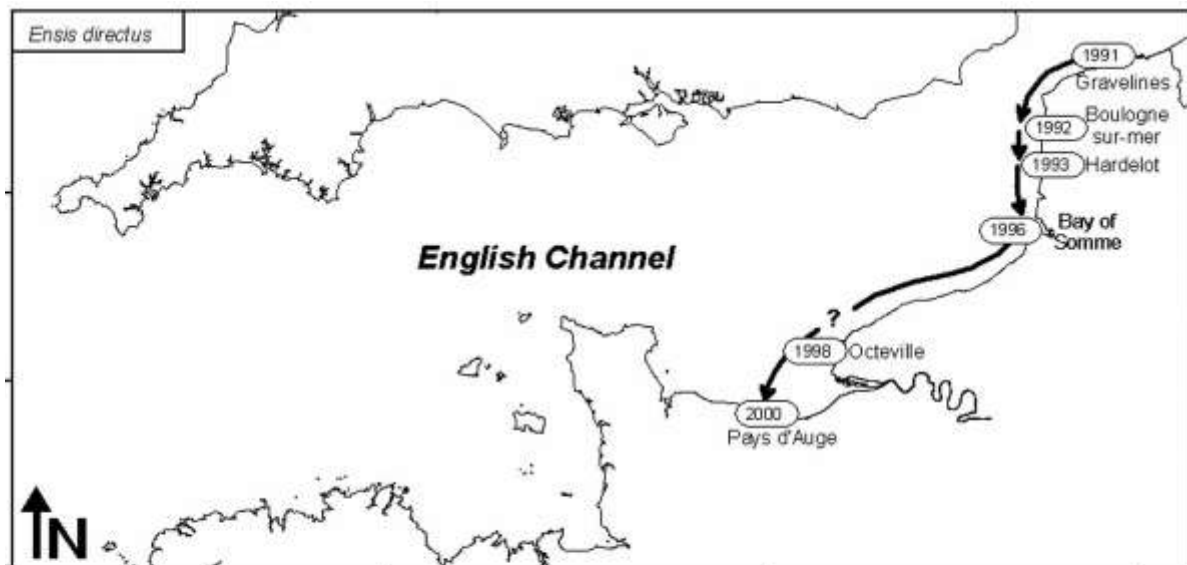 Ensis directus
1991
Gravelines
1992
Boulogne
sur-mer
1993
Hardelot
1996
Bay of
Somme
English Channel
?
1998
Octeville
2000
Pays d'Auge
N